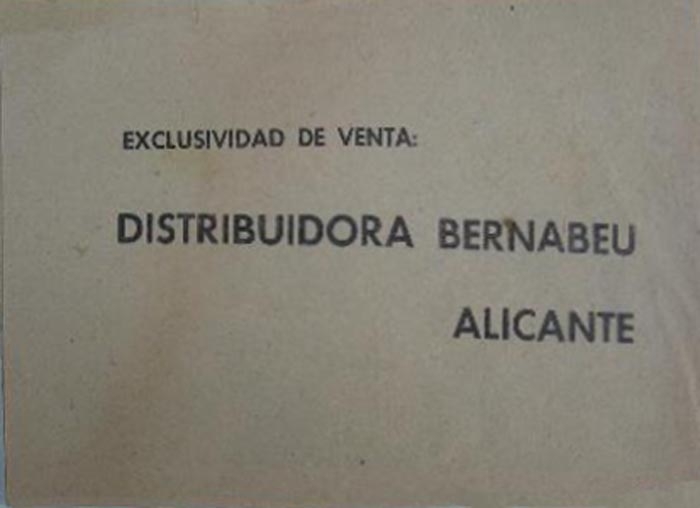 EXCLUSIVIDAD DE VENTA:
DISTRIBUIDORA BERNABEU
ALICANTE